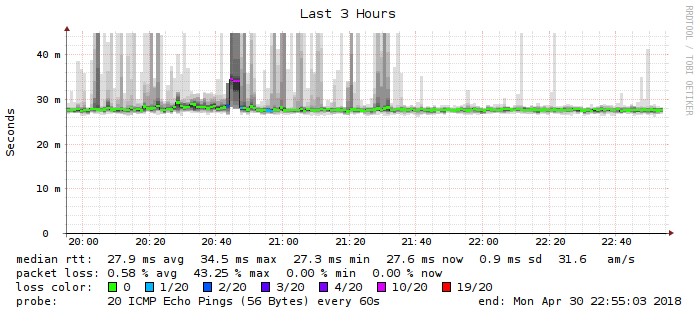 Last 3 Hours
RRDTOOL / TOBI OETIKER
Seconds
40 m
30 m
20 m
10 m
0
20:00 20:20 20:40 21:00 21:20 21:40 22:00 22:20 22:40
median rtt: 27.9 ms avg 34.5 ms max 27.3 ms min 27.6 ms now 0.9 ms sd 31.6 am/s
packet loss: 0.58 % avg 43.25 % max 0.00 % min 0.00 % now
loss color: 0 1/20 2/20 3/20 4/20 10/20 19/20
probe: 20 ICMP Echo Pings (56 Bytes) every 60s end: Mon Apr 30 22:55:03 2018